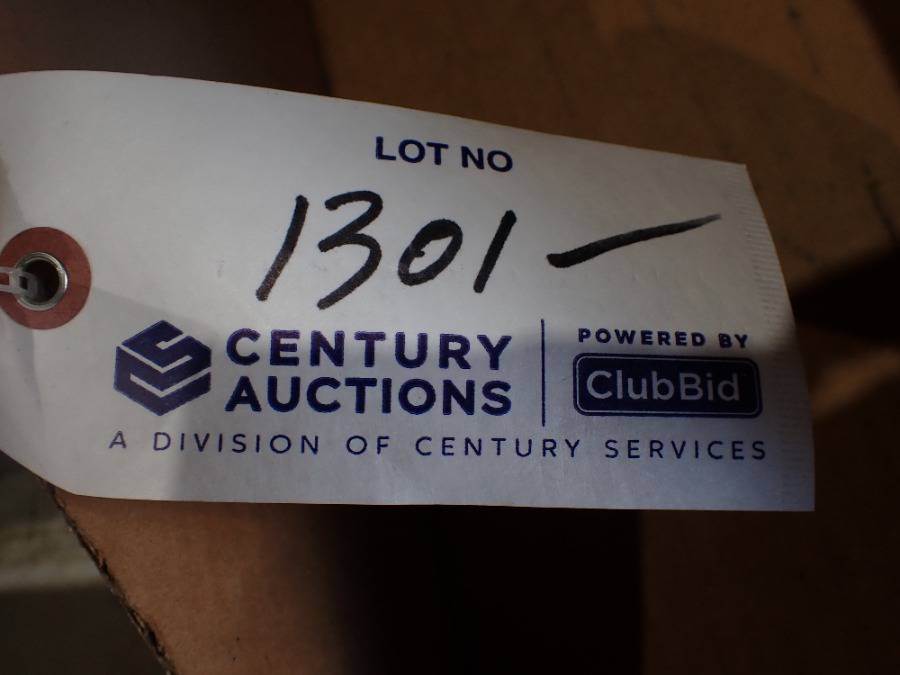 LOT NO
1301 —
CENTURY
AUCTIONS
POWERED BY
ClubBid
A DIVISION OF CENTURY SERVICES